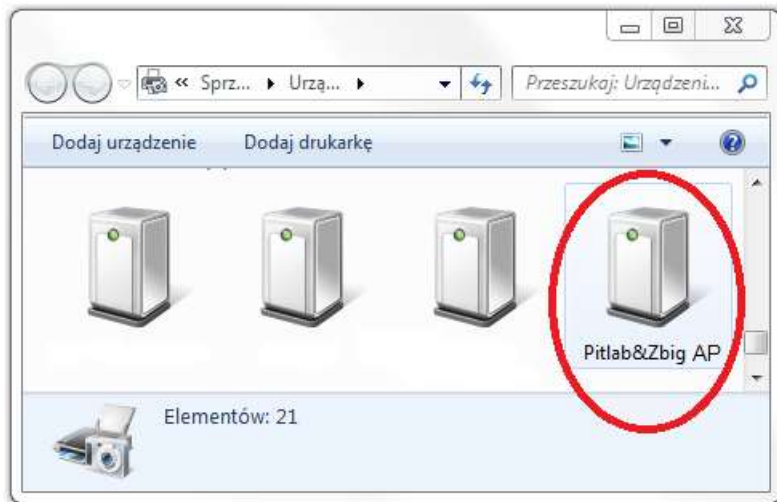 « Sprz... Urzą... Przeszukaj: Urządzeni...
Dodaj urządzenie Dodaj drukarkę
Pitlab&Zbig AP
Elementów: 21